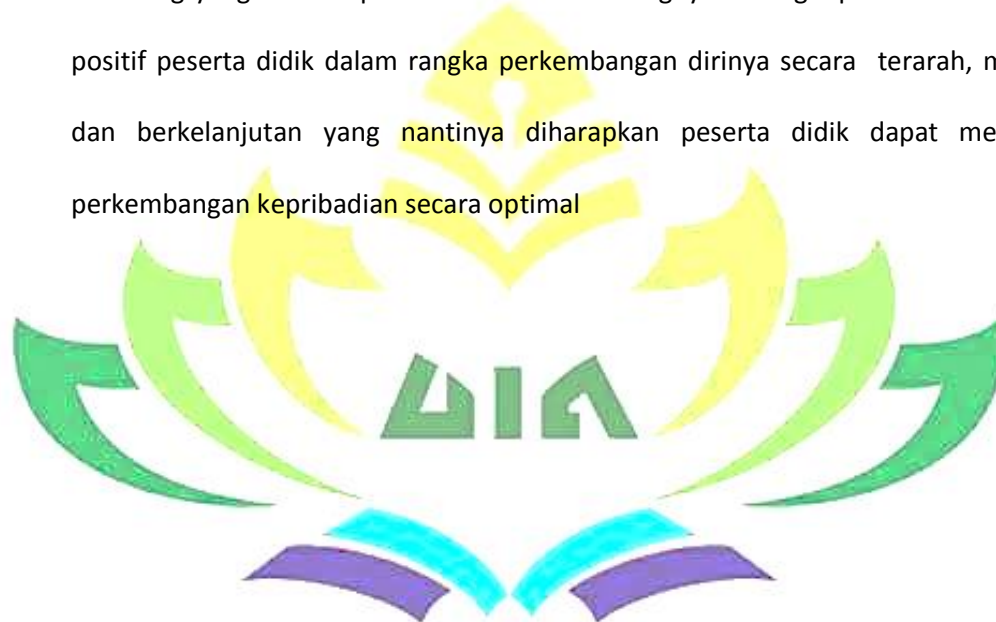 positif peserta didik dalam rangka perkembangan dirinya secara terarah,
dan berkelanjutan yang nantinya diharapkan peserta didik dapat
perkembangan kepribadian secara optimal
UIN